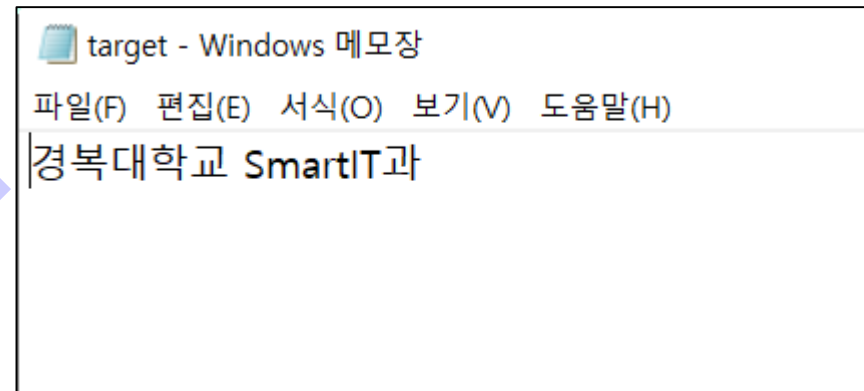 target - Windows 메모장
파일(F) 편집(E) 서식(O) 보기(V) 도움말(H)
경복대학교 SmartIT과